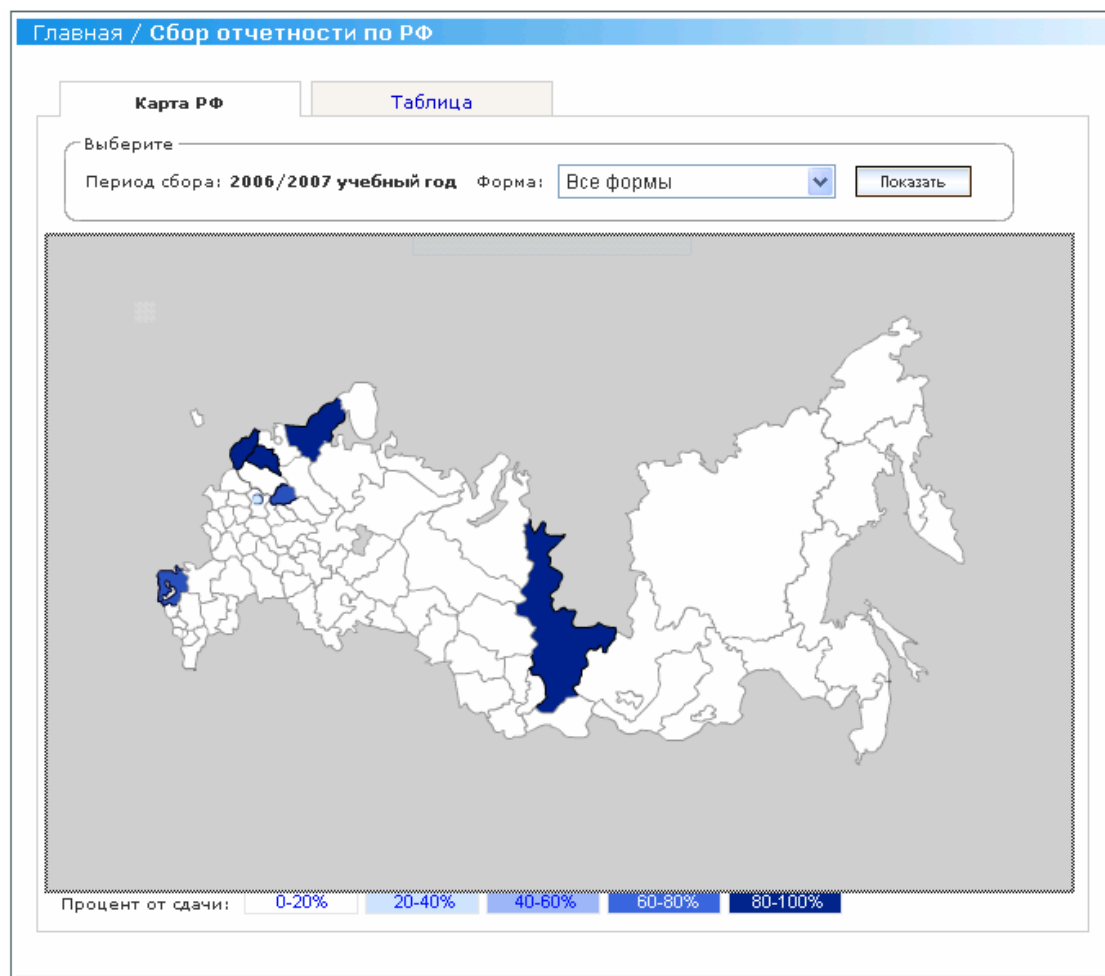 Главная / Сбор отчетности по РФ
Карта РФ Таблица
Выберите
Период сбора: 2006/2007 учебный год Форма: Все формы Показать
Процент от сдачи: 0-20% 20-40% 40-60% 60-80% 80-100%